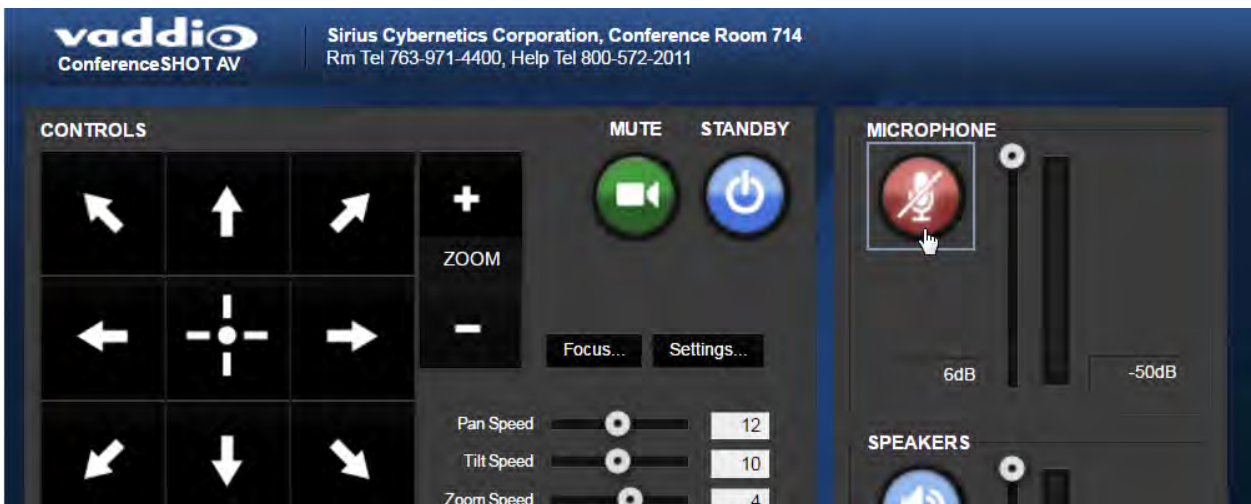 vaddio
ConferenceSHOT AV
Sirius Cybernetics Corporation, Conference Room 714
Rm Tel 763-971-4400, Help Tel 800-572-2011
CONTROLS
MUTE STANDBY
ZOOM
Focus... Settings...
Pan Speed 12
Tilt Speed 10
Zoom Speed 4
MICROPHONE
6dB -50dB
SPEAKERS